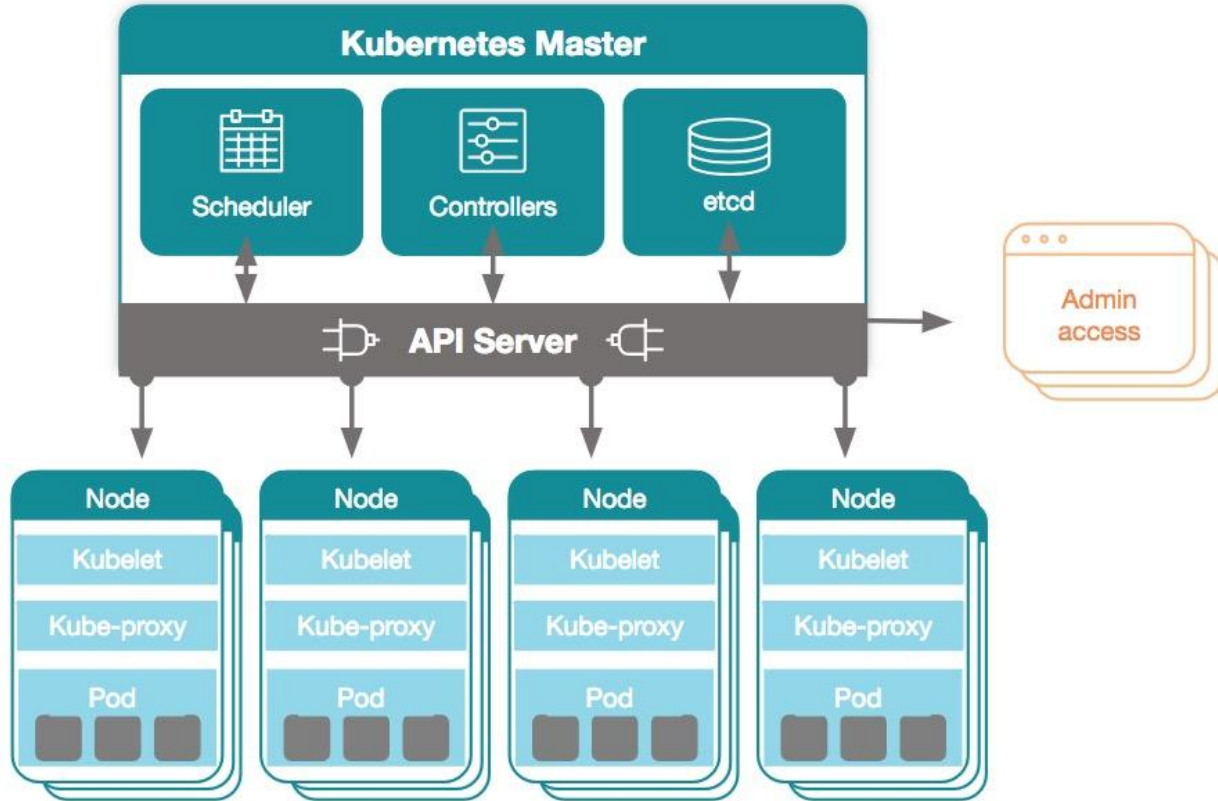 Kubernetes Master
Scheduler
Controllers
etcd
API Server
Admin
access
Node
Kubelet
Kube-proxy
Pod
Node
Kubelet
Kube-proxy
Pod
Node
Kubelet
Kube-proxy
Pod
Node
Kubelet
Kube-proxy
Pod